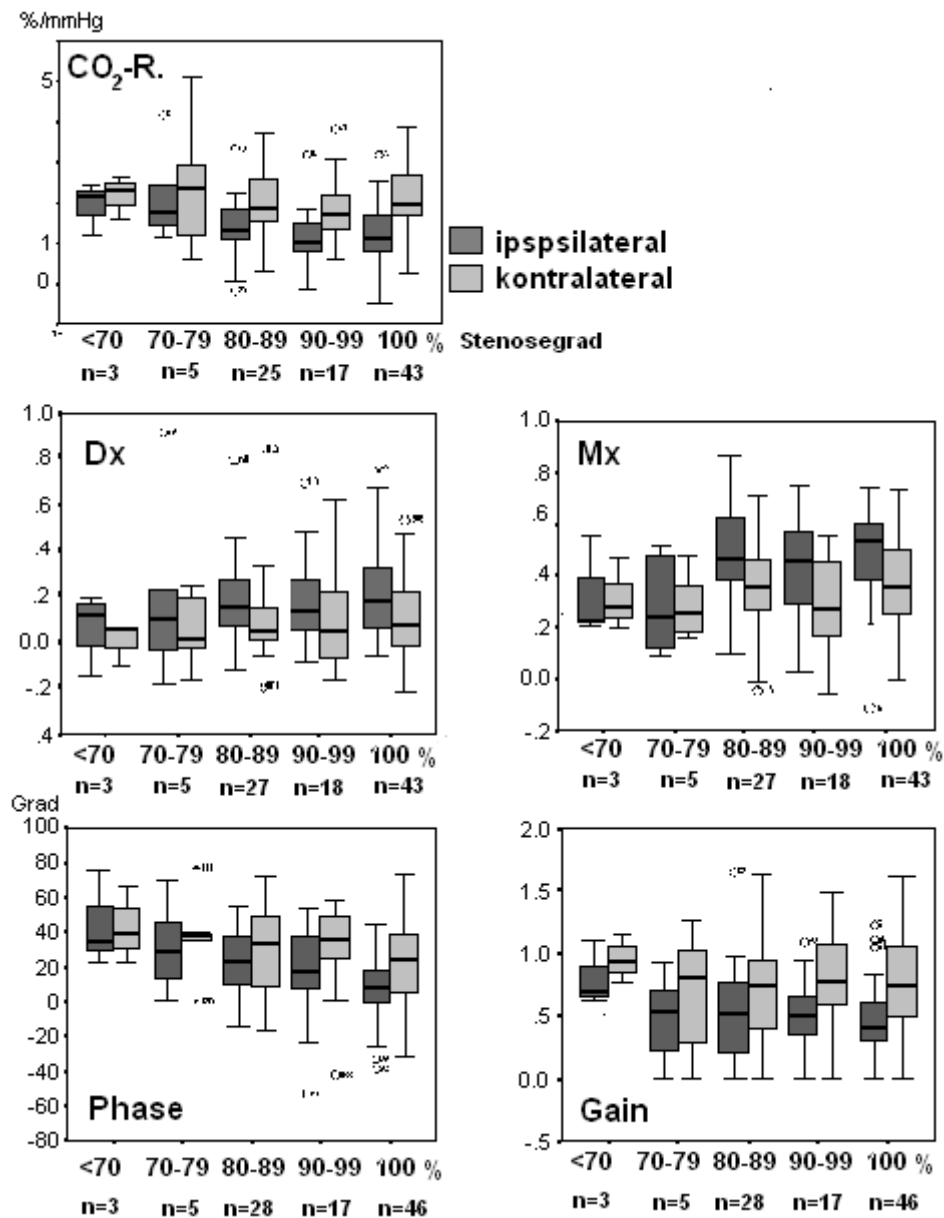 %/mmHg
CO2-R.
5
1
0
ipspsilateral
kontralateral
<70 70-79 80-89 90-99 100 % Stenosegrad
n=3 n=5 n=25 n=17 n=43
1.0
.8
.6
.4
.2
0.0
-.2
.4
Dx
<70 70-79 80-89 90-99 100 %
n=3 n=5 n=27 n=18 n=43
1.0
.8
.6
.4
.2
0.0
-.2
Mx
<70 70-79 80-89 90-99 100 %
n=3 n=5 n=27 n=18 n=43
Grad
100
80
60
40
20
0
-20
-40
-60
-80
Phase
<70 70-79 80-89 90-99 100 %
n=3 n=5 n=28 n=17 n=46
2.0
1.5
1.0
.5
0.0
-.5
Gain
<70 70-79 80-89 90-99 100 %
n=3 n=5 n=28 n=17 n=46